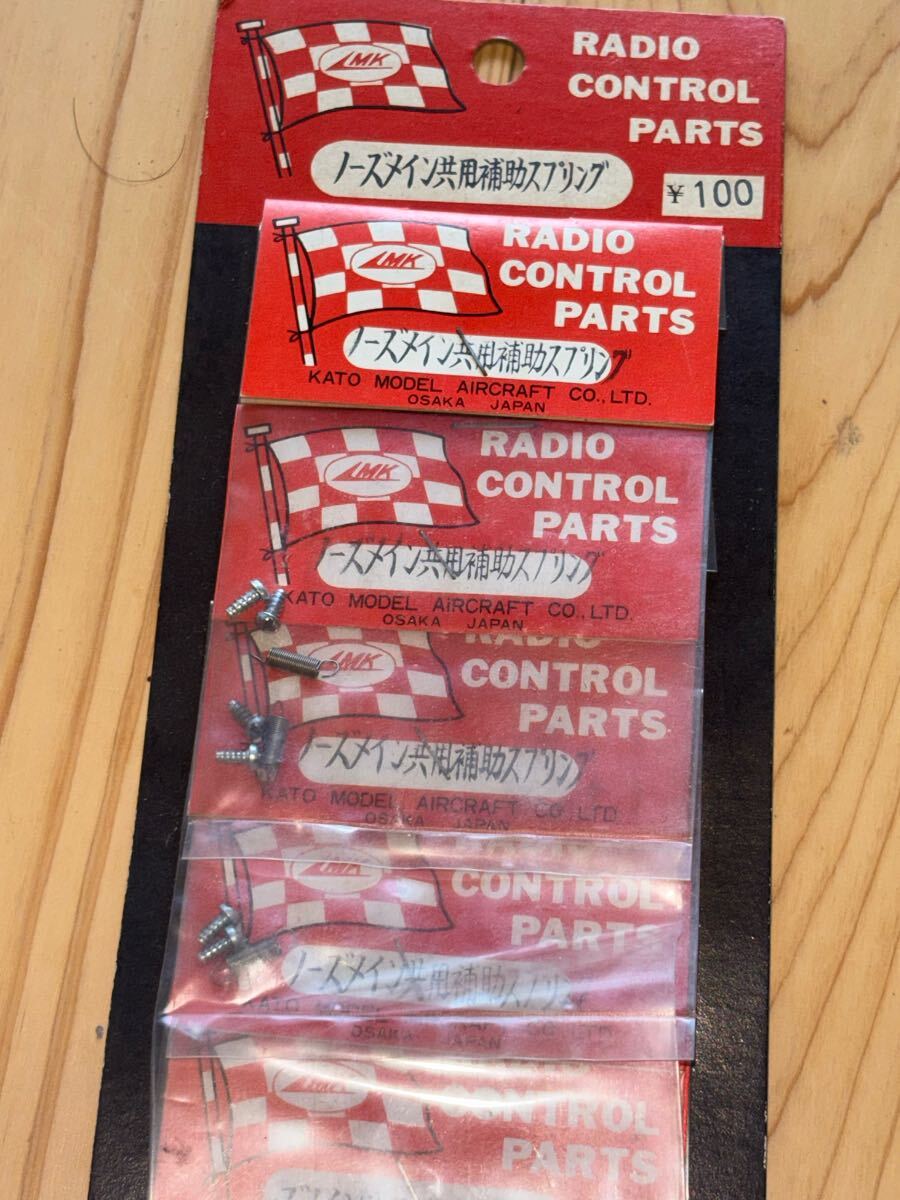 LMK
RADIO
CONTROL
PARTS
ノーズメイン共用補助スプリング
¥100
LMK
RADIO
CONTROL
PARTS
ノーズメイン共用補助スプリング
KATO MODEL AIRCRAFT CO., LTD.
OSAKA JAPAN
LMK
RADIO
CONTROL
PARTS
ノーズメイン共用補助スプリング
KATO MODEL AIRCRAFT CO., LTD.
OSAKA JAPAN
LMK
RADIO
CONTROL
PARTS
ノーズメイン共用補助スプリング
KATO MODEL AIRCRAFT CO., LTD.
OSAKA JAPAN
LMK
CONTROL
PARTS
ノーズメイン共用補助スプリング
KATO
CO., LTD.
OSAKA JAPAN
LMK
CONTROL
PARTS